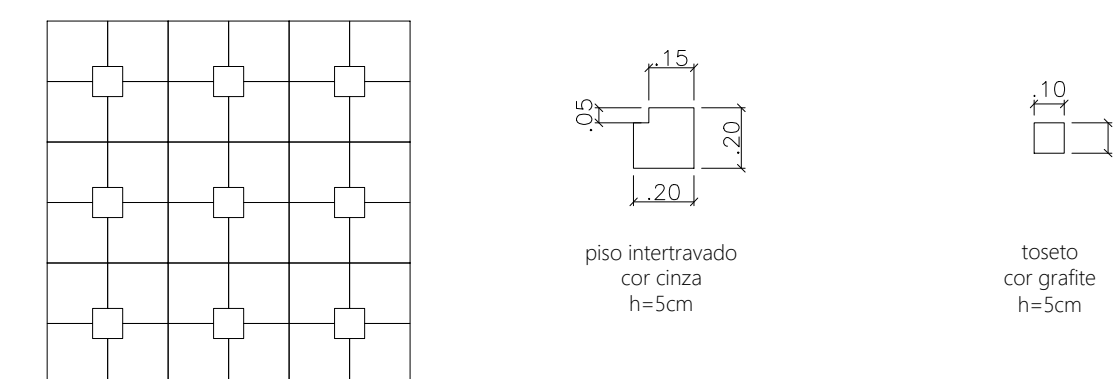 .15
.05
.20
.20
piso intertravado
cor cinza
h=5cm
.10
toseto
cor grafite
h=5cm